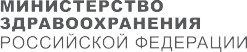 МИНИСТЕРСТВО
ЗДРАВООХРАНЕНИЯ
РОССИЙСКОЙ ФЕДЕРАЦИИ